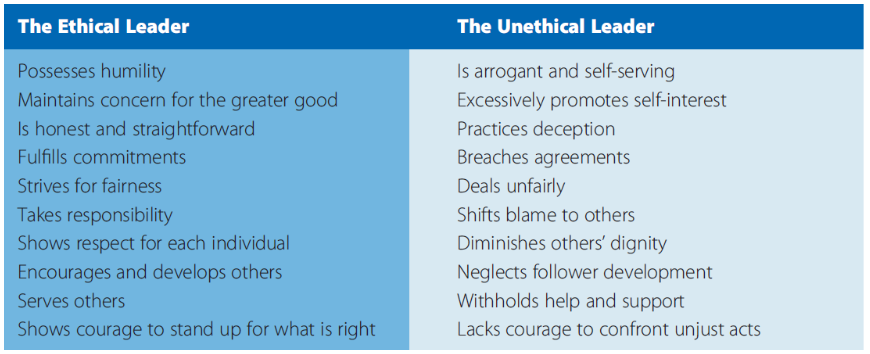 The Ethical Leader The Unethical Leader
Possesses humility Is arrogant and self-serving
Maintains concern for the greater good Excessively promotes self-interest
Is honest and straightforward Practices deception
Fulfills commitments Breaches agreements
Strives for fairness Deals unfairly
Takes responsibility Shifts blame to others
Shows respect for each individual Diminishes others’ dignity
Encourages and develops others Neglects follower development
Serves others Withholds help and support
Shows courage to stand up for what is right Lacks courage to confront unjust acts